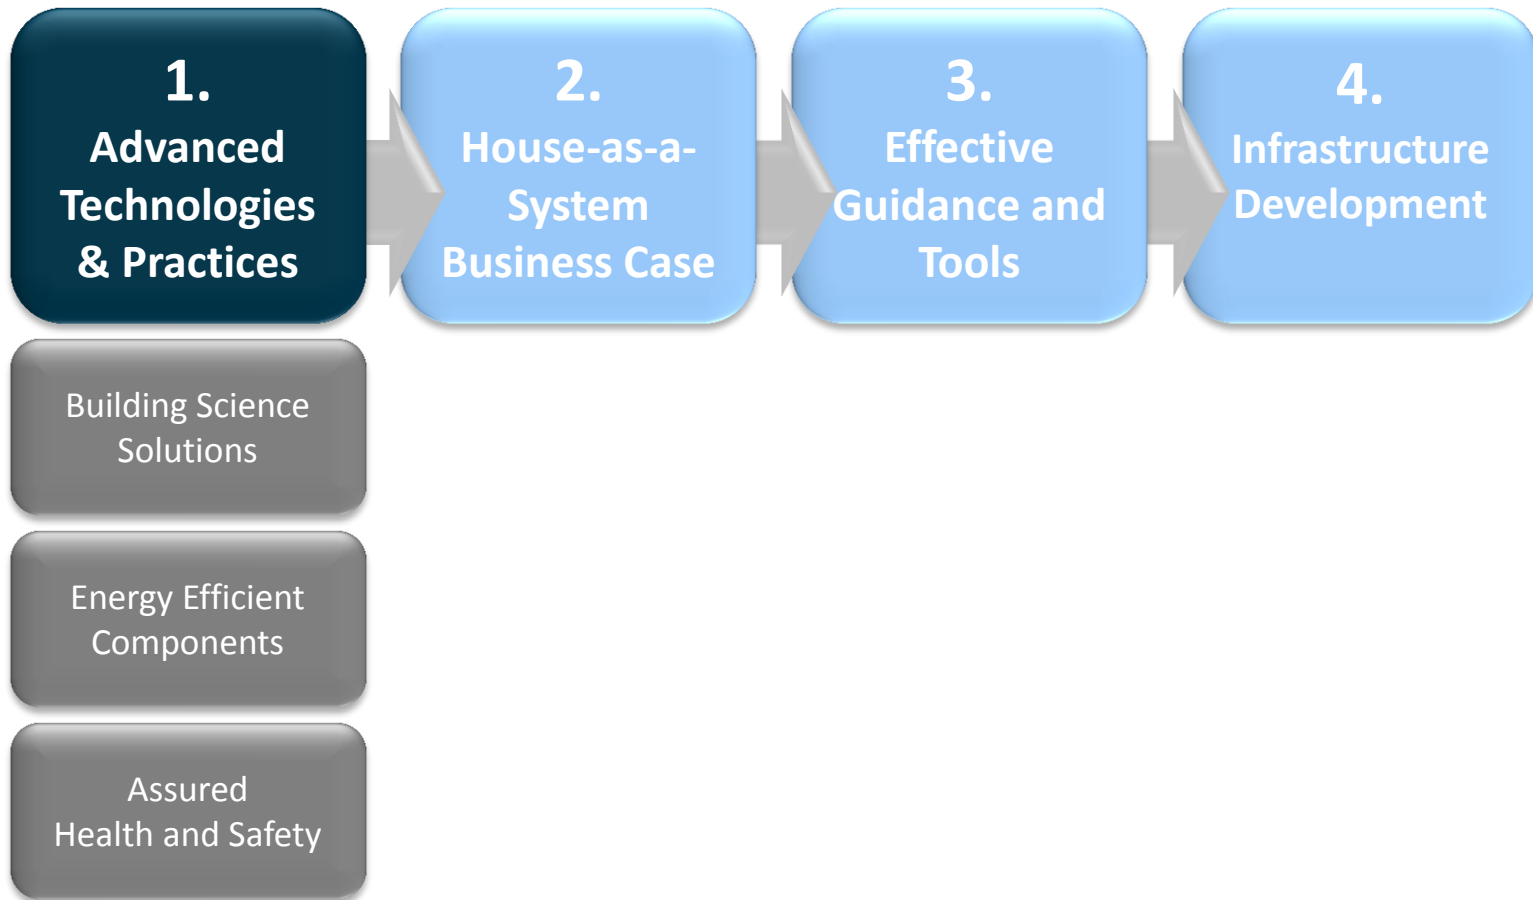 1.
Advanced
Technologies
& Practices
2.
House-as-a-
System
Business Case
3.
Effective
Guidance and
Tools
4.
Infrastructure
Development
Building Science
Solutions
Energy Efficient
Components
Assured
Health and Safety